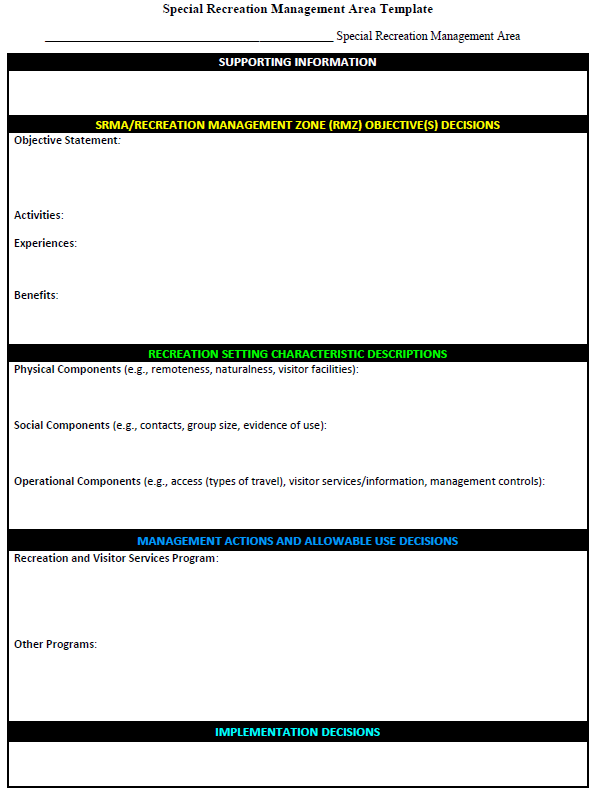 Special Recreation Management Area Template
________________________________________________ Special Recreation Management Area
SUPPORTING INFORMATION
SRMA/RECREATION MANAGEMENT ZONE (RMZ) OBJECTIVE(S) DECISIONS
Objective Statement:
Activities:
Experiences:
Benefits:
RECREATION SETTING CHARACTERISTIC DESCRIPTIONS
Physical Components (e.g., remoteness, naturalness, visitor facilities):
Social Components (e.g., contacts, group size, evidence of use):
Operational Components (e.g., access (types of travel), visitor services/information, management controls):
MANAGEMENT ACTIONS AND ALLOWABLE USE DECISIONS
Recreation and Visitor Services Program:
Other Programs:
IMPLEMENTATION DECISIONS